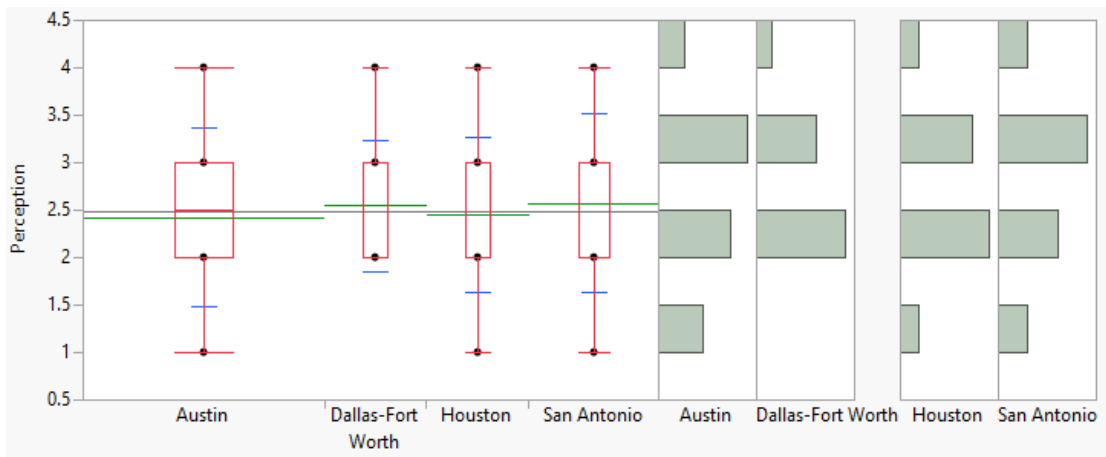 4.5
4
3.5
3
2.5
2
1.5
1
0.5
Perception
Austin
Dallas-Fort
Worth
Houston
San Antonio
Austin
Dallas-Fort Worth
Houston
San Antonio